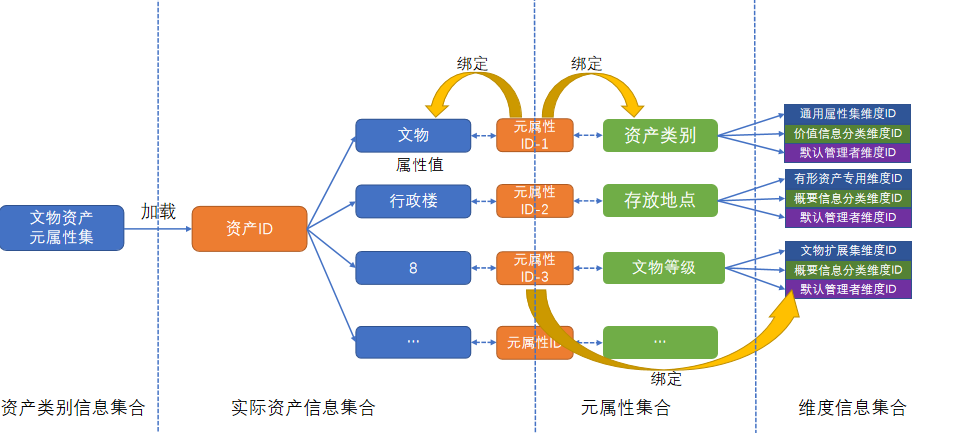 绑定
绑定
文物资产
元属性集
加载
资产ID
文物
属性值
元属性
ID-1
资产类别
通用属性集维度ID
价值信息分类维度ID
默认管理者维度ID
行政楼
元属性
ID-2
存放地点
有形资产专用维度ID
概要信息分类维度ID
默认管理者维度ID
8
元属性
ID-3
文物等级
文物扩展集维度ID
概要信息分类维度ID
默认管理者维度ID
...
元属性ID
...
绑定
资产类别信息集合
实际资产信息集合
元属性集合
维度信息集合